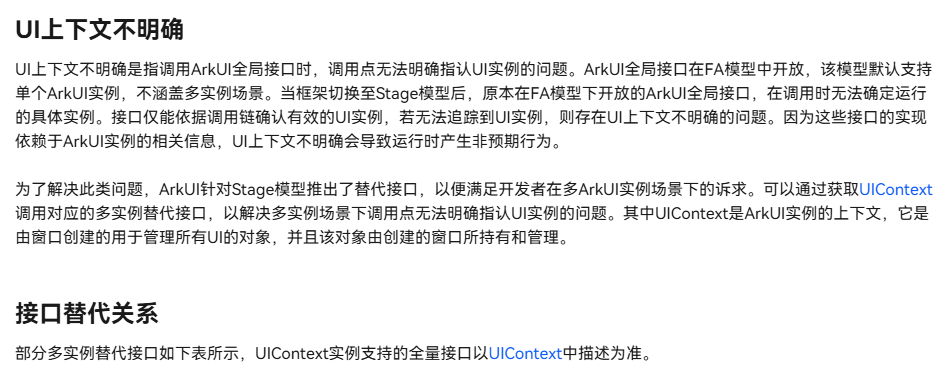 UI上下文不明确
UI上下文不明确是指调用ArkUI全局接口时，调用点无法明确指认UI实例的问题。ArkUI全局接口在FA模型中开放，该模型默认支持
单个ArkUI实例，不涵盖多实例场景。当框架切换至Stage模型后，原本在FA模型下开放的ArkUI全局接口，在调用时无法确定运行
的具体实例。接口仅能依据调用链确认有效的UI实例，若无法追踪到UI实例，则存在UI上下文不明确的问题。因为这些接口的实现
依赖于ArkUI实例的相关信息，UI上下文不明确会导致运行时产生非预期行为。
为了解决此类问题，ArkUI针对Stage模型推出了替代接口，以便满足开发者在多ArkUI实例场景下的诉求。可以通过获取UIContext
调用对应的多实例替代接口，以解决多实例场景下调用点无法明确指认UI实例的问题。其中UIContext是ArkUI实例的上下文，它是
由窗口创建的用于管理所有UI的对象，并且该对象由创建的窗口所持有和管理。
接口替代关系
部分多实例替代接口如下表所示，UIContext实例支持的全量接口以UIContext中描述为准。